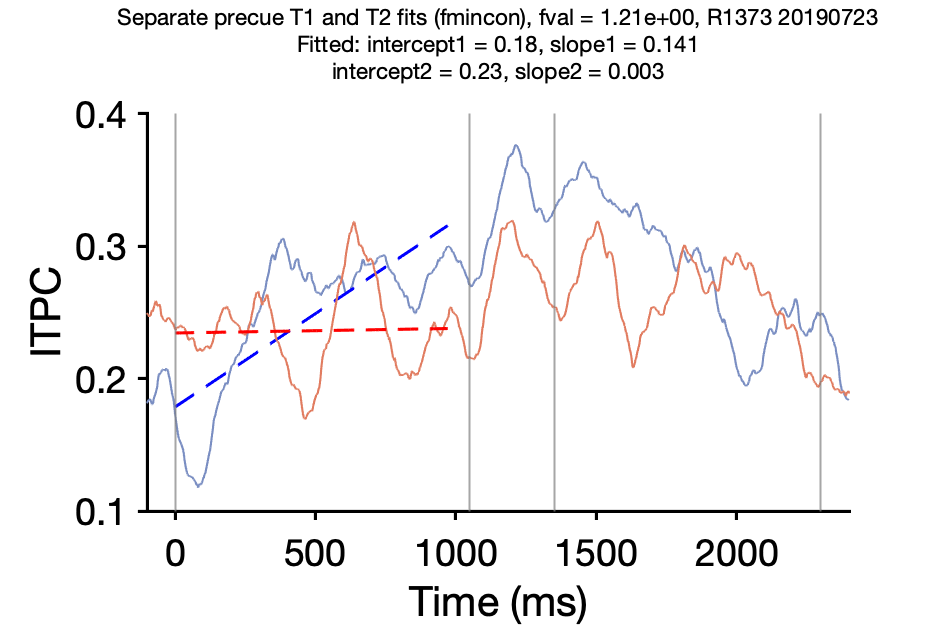 Separate precue T1 and T2 fits (fmincon), fval = 1.21e+00, R1373 20190723
Fitted: intercept1 = 0.18, slope1 = 0.141
intercept2 = 0.23, slope2 = 0.003
0.4
0.3
0.2
0.1
ITPC
0 500 1000 1500 2000
Time (ms)